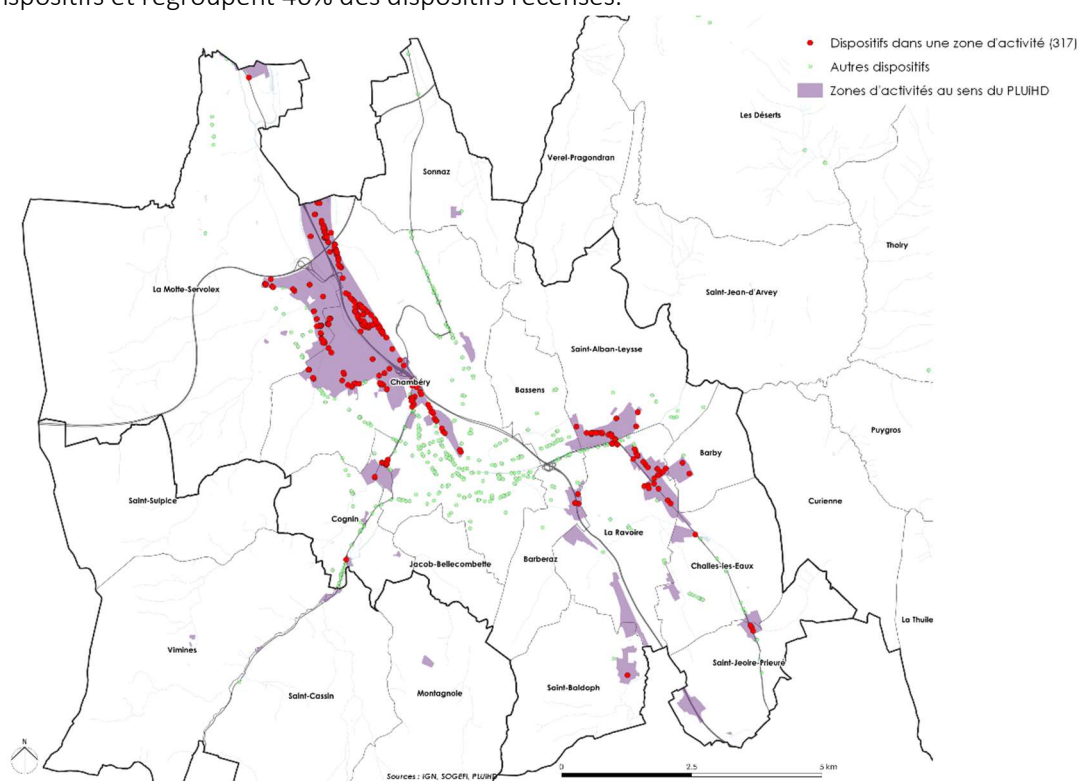 dispositifs et regroupent 40% des dispositifs recensés.
Dispositifs dans une zone d'activité (317)
Autres dispositifs
Zones d'activités au sens du PLUiHD
Les Déserts
Verel-Pragondran
Sonnaz
Thoiry
La Motte-Servolex
Saint-Jean-d'Arvey
Saint-Alban-Leysse
Chambéry
Bassens
Puygros
Barby
Saint-Sulpice
Curienne
Cognin
La Ravoire
Jacob-Bellecombette
Barberaz
Challes-les-Eaux
La Thuile
Vimines
Saint-Jeoire-Prieuré
Saint-Cassin
Montagnole
Saint-Baldoph
N
0 2.5 5 km
Sources : IGN, SOGEFI, PLUiHD